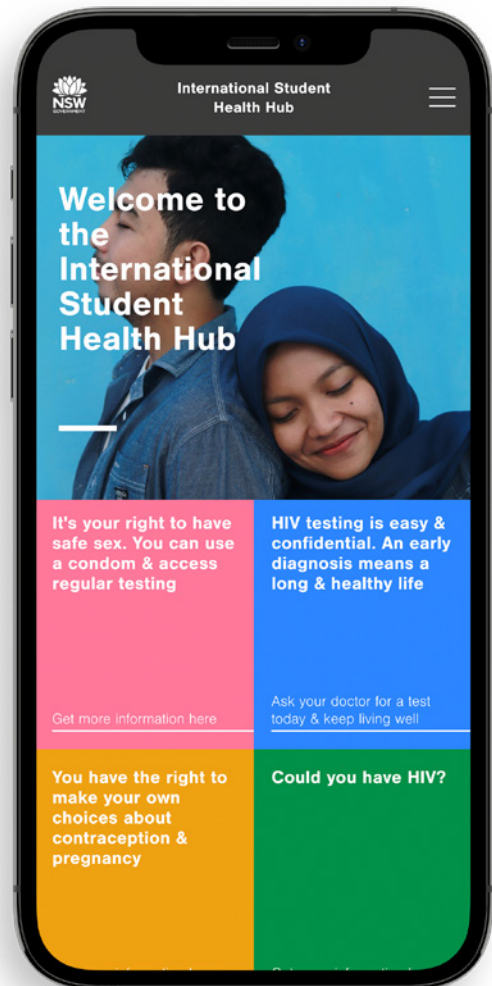 NSW
GOVERNMENT
International Student
Health Hub
Welcome to
the
International
Student
Health Hub
It's your right to have
safe sex. You can use
a condom & access
regular testing
Get more information here
HIV testing is easy &
confidential. An early
diagnosis means a
long & healthy life
Ask your doctor for a test
today & keep living well
You have the right to
make your own
choices about
contraception &
pregnancy
Could you have HIV?